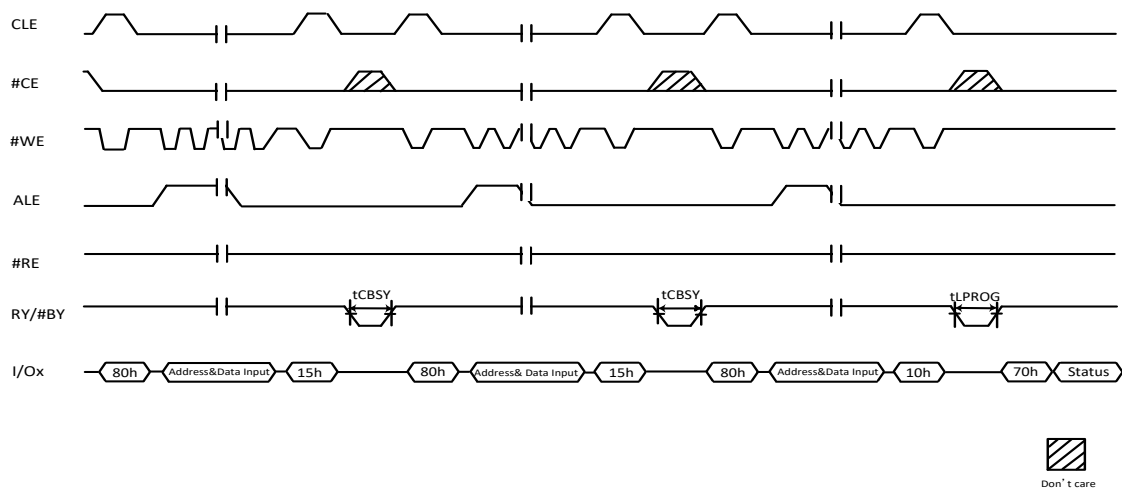 CLE
#CE
#WE
ALE
#RE
tCBSY tCBSY tLPROG
RY/#BY
I/Ox 80h Address&Data Input 15h 80h Address& Data Input 15h 80h Address&Data Input 10h 70h Status
Don't care